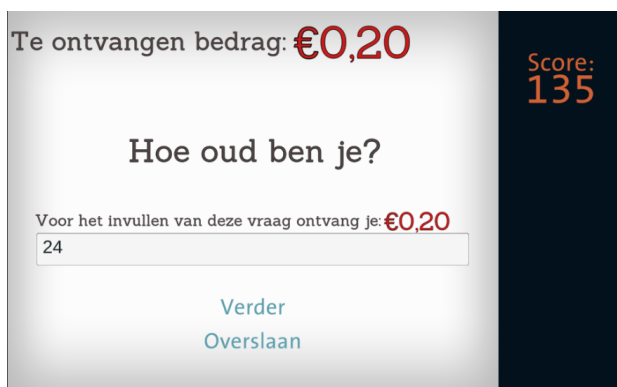 Te ontvangen bedrag: €0,20
Score:
135
Hoe oud ben je?
Voor het invullen van deze vraag ontvang je: €0,20
24
Verder
Overslaan